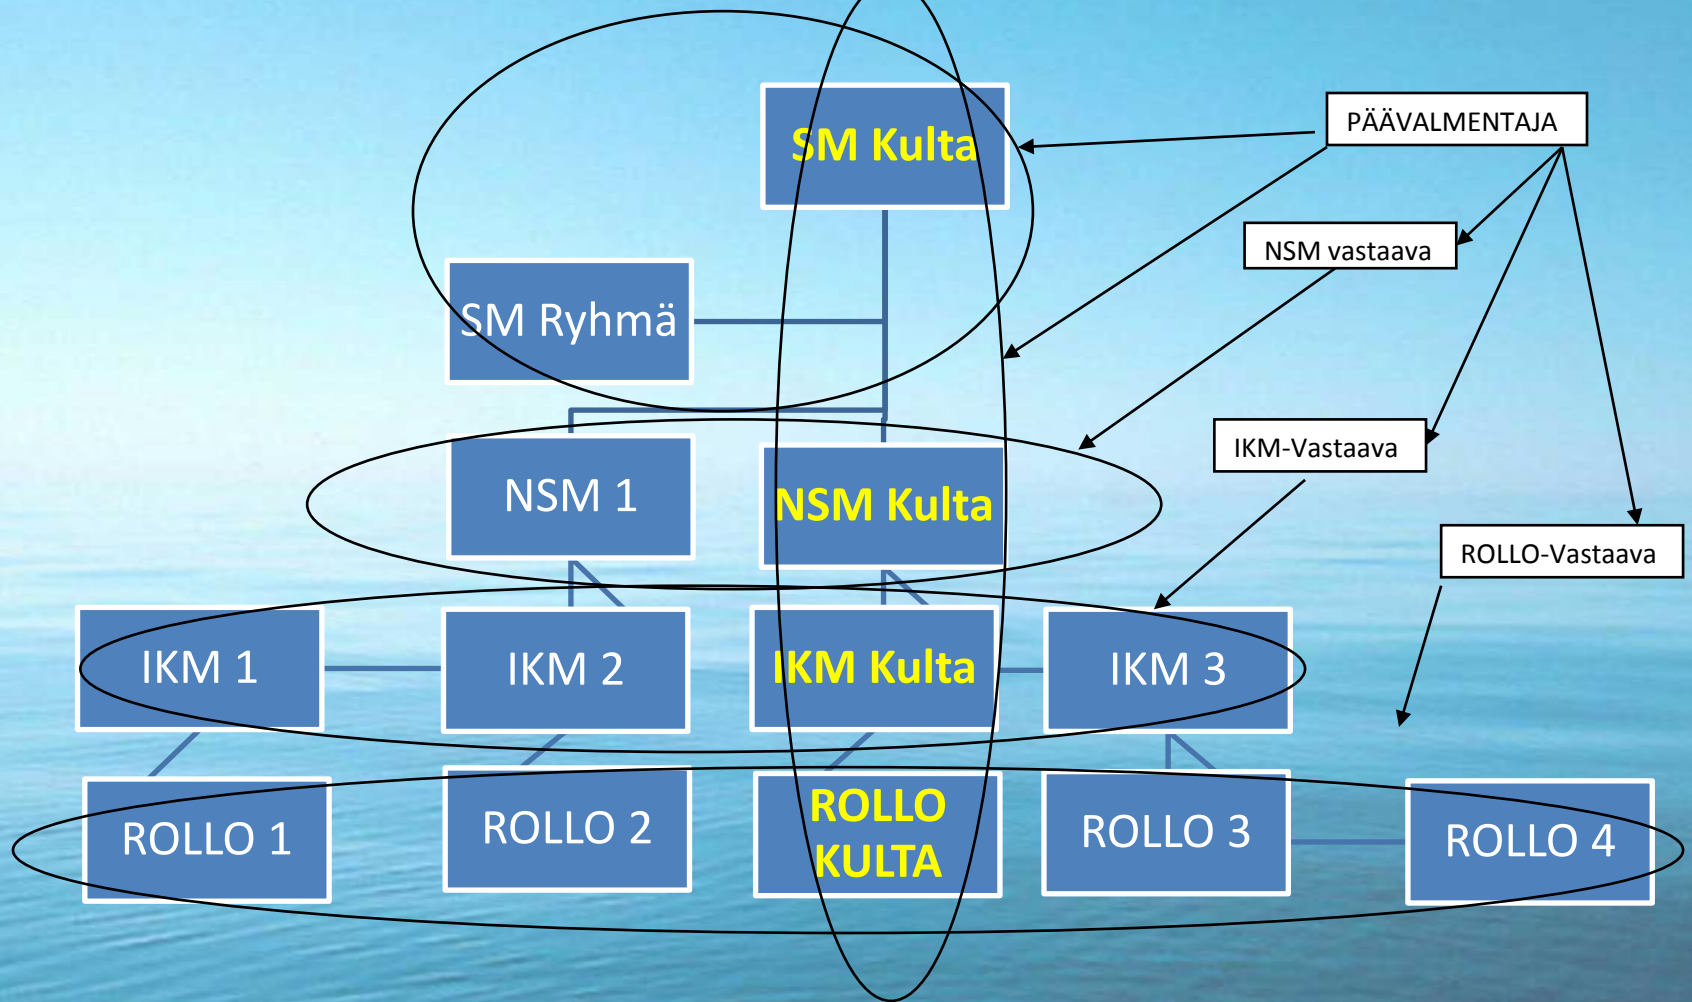 SM Kulta
PÄÄVALMENTAJA
NSM vastaava
SM Ryhmä
IKM-Vastaava
NSM 1
NSM Kulta
ROLLO-Vastaava
IKM 1
IKM 2
IKM Kulta
IKM 3
ROLLO 1
ROLLO 2
ROLLO
KULTA
ROLLO 3
ROLLO 4